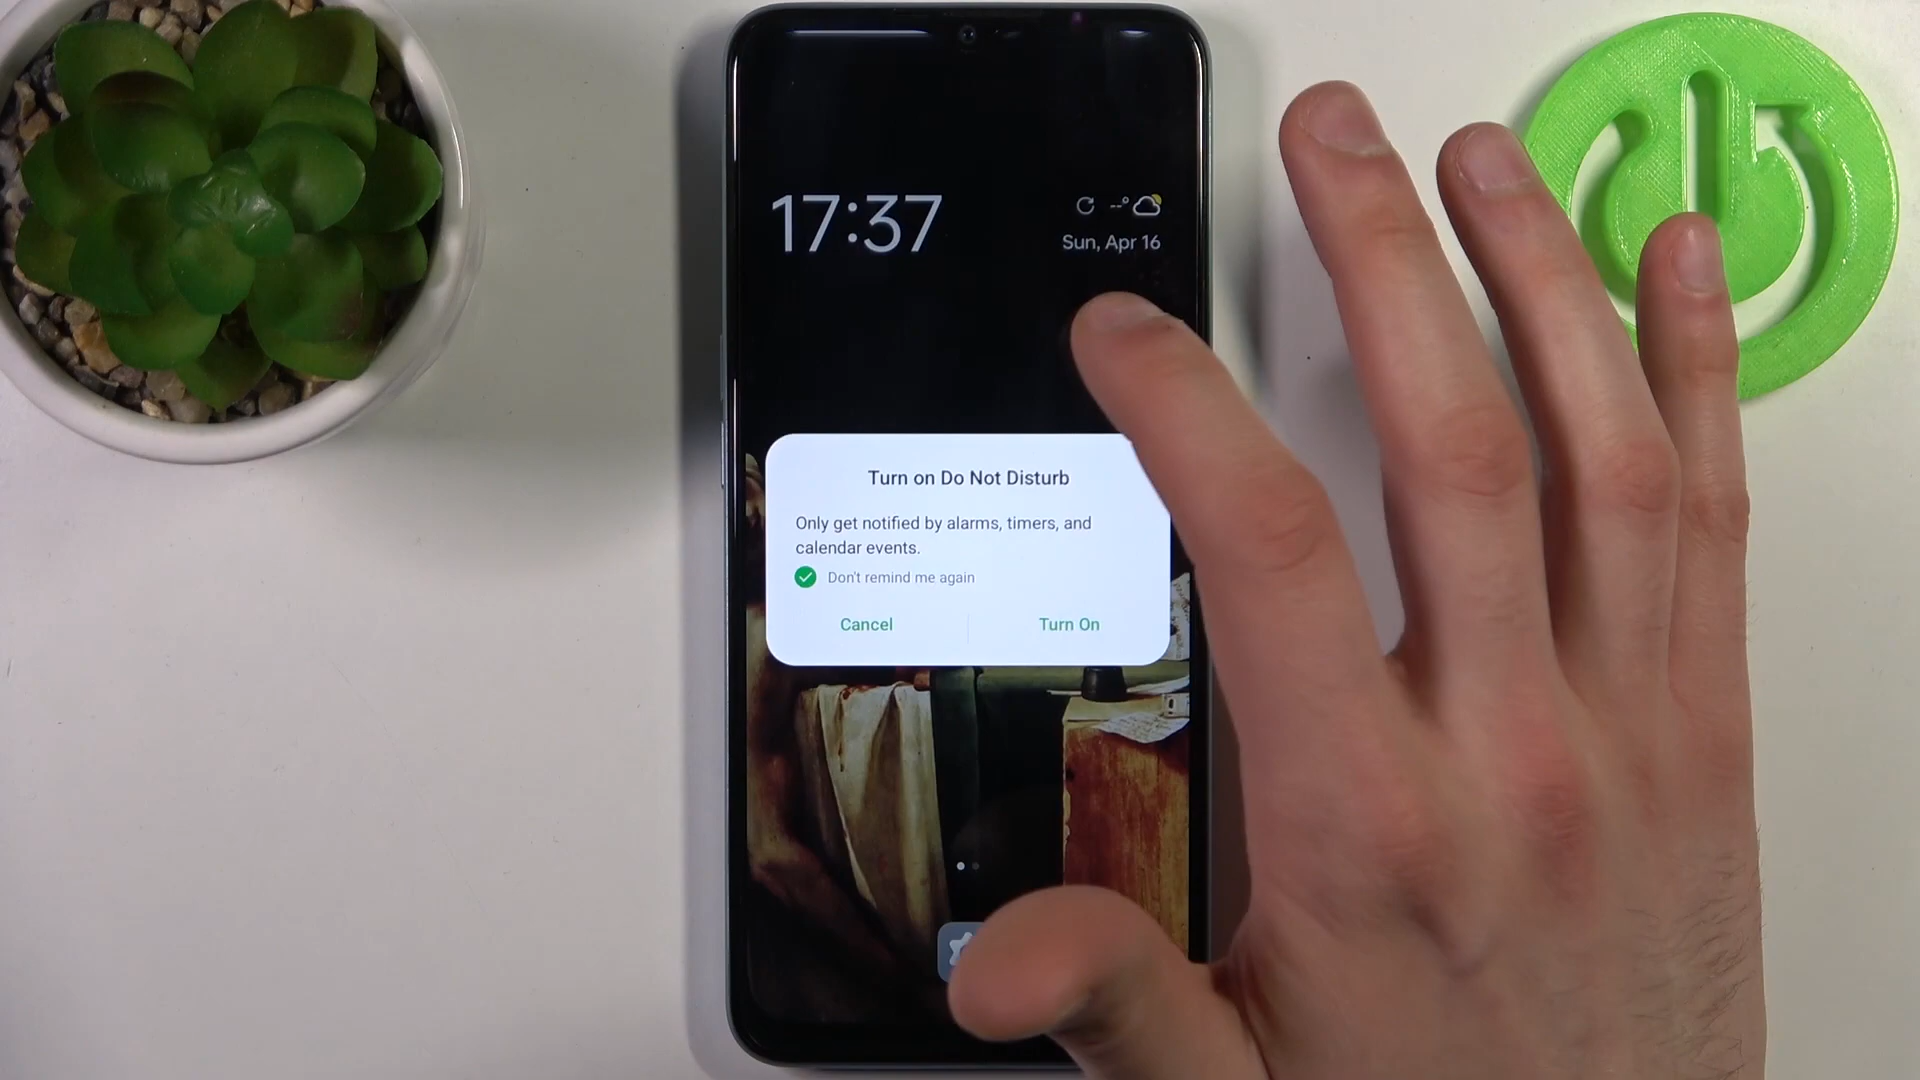 17:37
--°
Sun, Apr 16
Turn on Do Not Disturb
Only get notified by alarms, timers, and
calendar events.
Don't remind me again
Cancel
Turn On